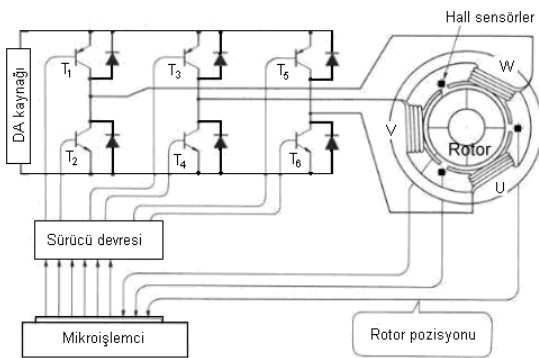 Hall sensörler
DA kaynağı
T1
T3
T5
W
V
Rotor
T2
T4
T6
U
Sürücü devresi
Mikroişlemci
Rotor pozisyonu